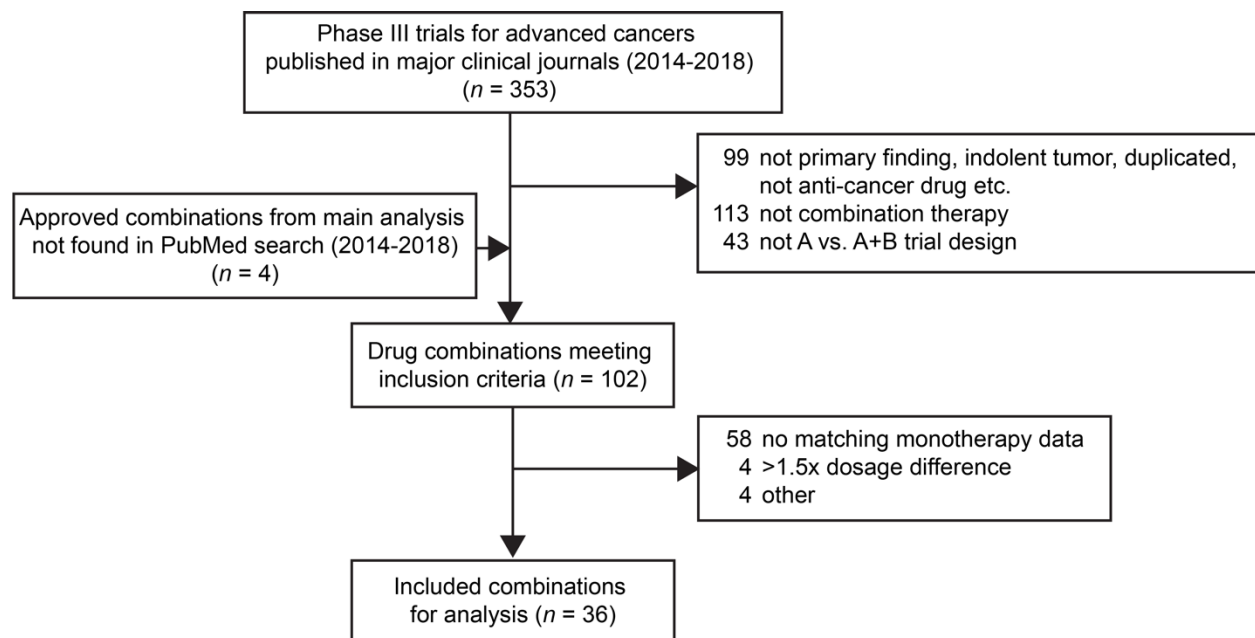 Phase III trials for advanced cancers
published in major clinical journals (2014-2018)
(n = 353)
99 not primary finding, indolent tumor, duplicated,
not anti-cancer drug etc.
113 not combination therapy
43 not A vs. A+B trial design
Approved combinations from main analysis
not found in PubMed search (2014-2018)
(n = 4)
Drug combinations meeting
inclusion criteria (n = 102)
58 no matching monotherapy data
4 >1.5x dosage difference
4 other
Included combinations
for analysis (n = 36)